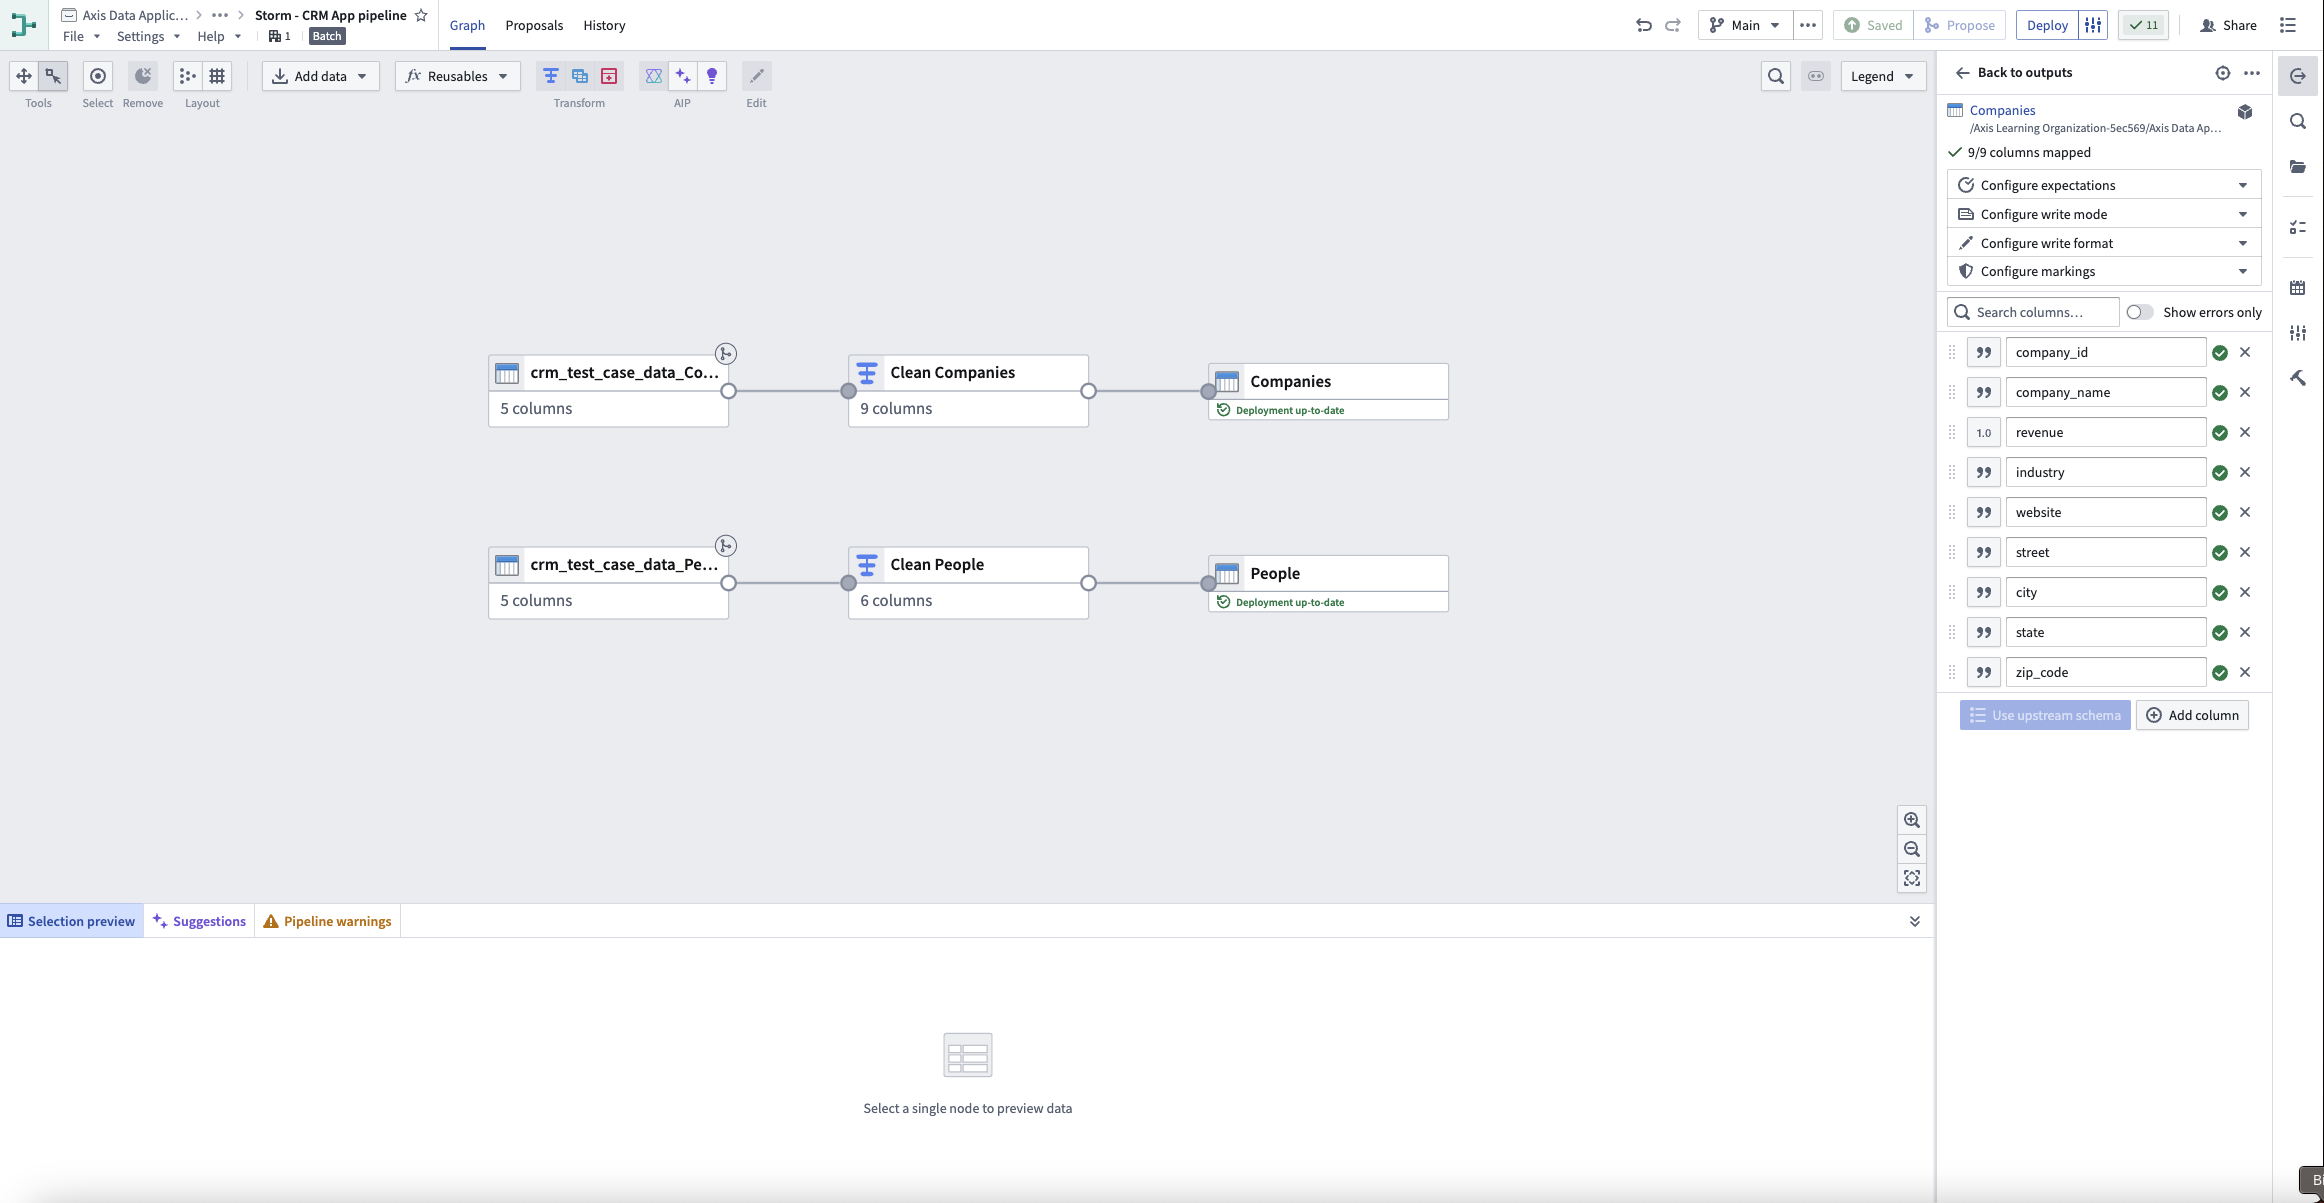 Axis Data Applic... > ••• > Storm - CRM App pipeline
File Settings Help 1 Batch
Graph Proposals History
Main Saved Propose Deploy 11 Share
Add data Reusables Legend
Tools Select Remove Layout Transform AIP Edit
crm_test_case_data_Co...
5 columns
Clean Companies
9 columns
Companies
Deployment up-to-date
crm_test_case_data_Pe...
5 columns
Clean People
6 columns
People
Deployment up-to-date
Selection preview Suggestions Pipeline warnings
Select a single node to preview data
Back to outputs
Companies
/Axis Learning Organization-5ec569/Axis Data Ap...
9/9 columns mapped
Configure expectations
Configure write mode
Configure write format
Configure markings
Search columns... Show errors only
company_id
company_name
1.0 revenue
industry
website
street
city
state
zip_code
Use upstream schema Add column